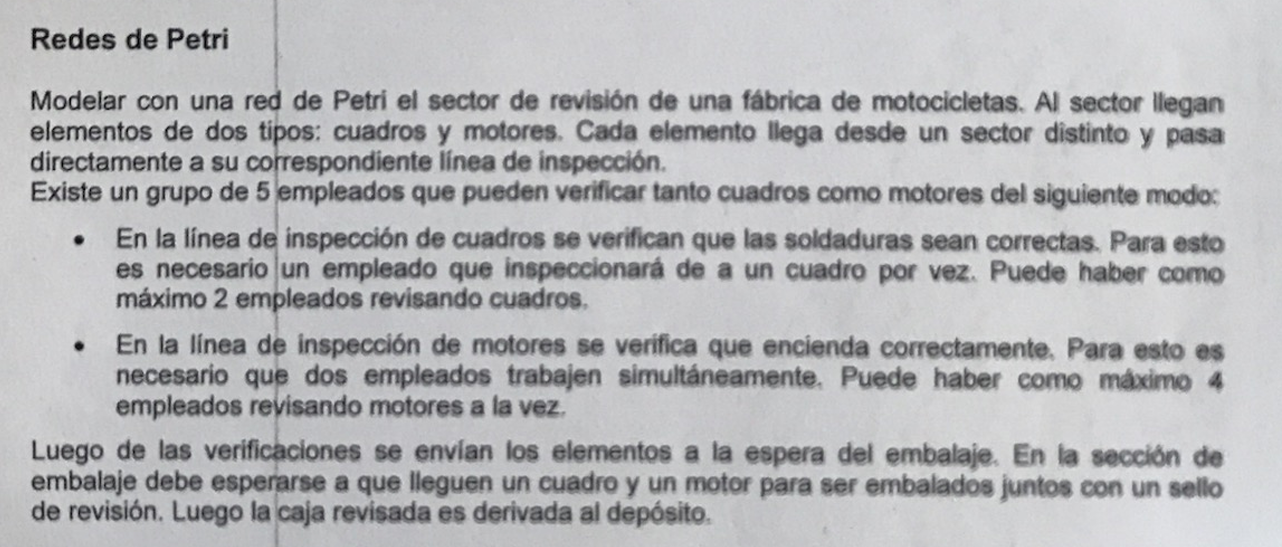 Redes de Petri
Modelar con una red de Petri el sector de revisión de una fábrica de motocicletas. Al sector llegan
elementos de dos tipos: cuadros y motores. Cada elemento llega desde un sector distinto y pasa
directamente a su correspondiente línea de inspección.
Existe un grupo de 5 empleados que pueden verificar tanto cuadros como motores del siguiente modo:
• En la línea de inspección de cuadros se verifican que las soldaduras sean correctas. Para esto
es necesario un empleado que inspeccionará de a un cuadro por vez. Puede haber como
máximo 2 empleados revisando cuadros.
• En la línea de inspección de motores se verifica que encienda correctamente. Para esto es
necesario que dos empleados trabajen simultáneamente. Puede haber como máximo 4
empleados revisando motores a la vez.
Luego de las verificaciones se envían los elementos a la espera del embalaje. En la sección de
embalaje debe esperarse a que lleguen un cuadro y un motor para ser embalados juntos con un sello
de revisión. Luego la caja revisada es derivada al depósito.